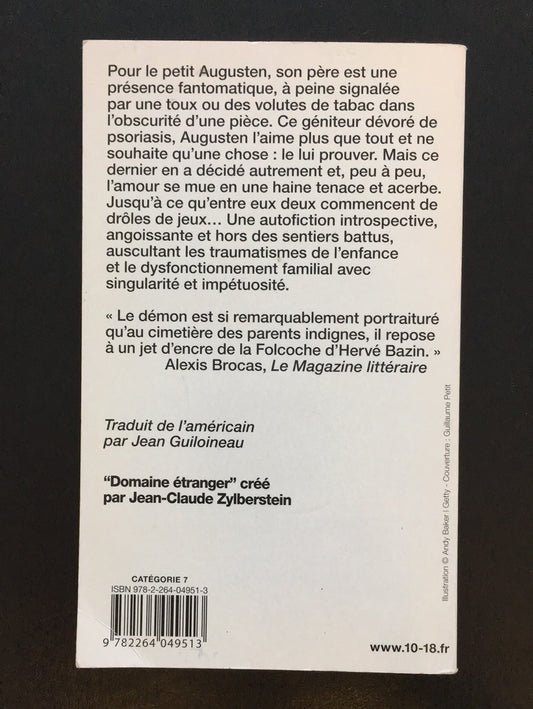 Pour le petit Augusten, son père est une
présence fantomatique, à peine signalée
par une toux ou des volutes de tabac dans
l'obscurité d'une pièce. Ce géniteur dévoré de
psoriasis, Augusten l'aime plus que tout et ne
souhaite qu'une chose : le lui prouver. Mais ce
dernier en a décidé autrement et, peu à peu,
l'amour se mue en une haine tenace et acerbe.
Jusqu'à ce qu'entre eux deux commencent de
drôles de jeux... Une autofiction introspective,
angoissante et hors des sentiers battus,
auscultant les traumatismes de l'enfance
et le dysfonctionnement familial avec
singularité et impétuosité.
« Le démon est si remarquablement portraituré
qu'au cimetière des parents indignes, il repose
à un jet d'encre de la Folcoche d'Hervé Bazin. »
Alexis Brocas, Le Magazine littéraire
Traduit de l'américain
par Jean Guiloineau
"Domaine étranger" créé
par Jean-Claude Zylberstein
Illustration © Andy Baker | Getty - Couverture : Guillaume Petit
CATÉGORIE 7
ISBN 978-2-264-04951-3
9 782264 049513
www.10-18.fr